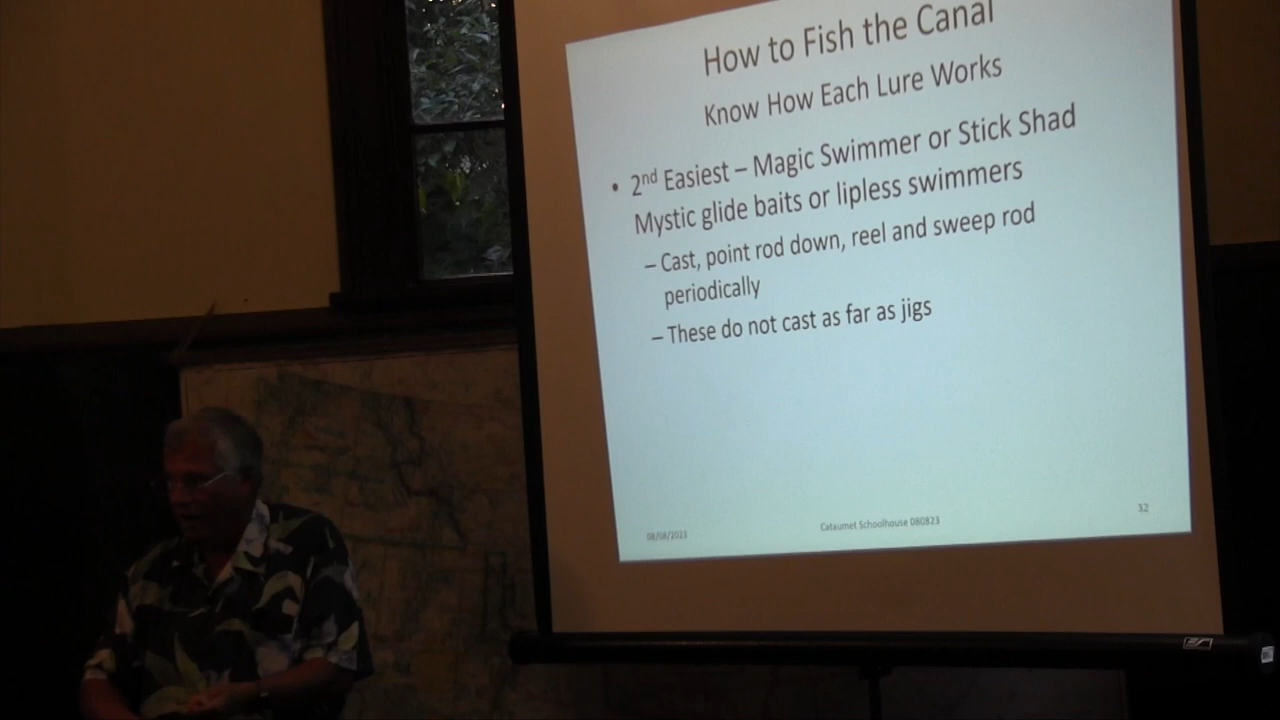 How to Fish the Canal
Know How Each Lure Works
• 2nd Easiest – Magic Swimmer or Stick Shad
Mystic glide baits or lipless swimmers
– Cast, point rod down, reel and sweep rod
periodically
– These do not cast as far as jigs
08/08/2023
Cataumet Schoolhouse 080823
32
ES